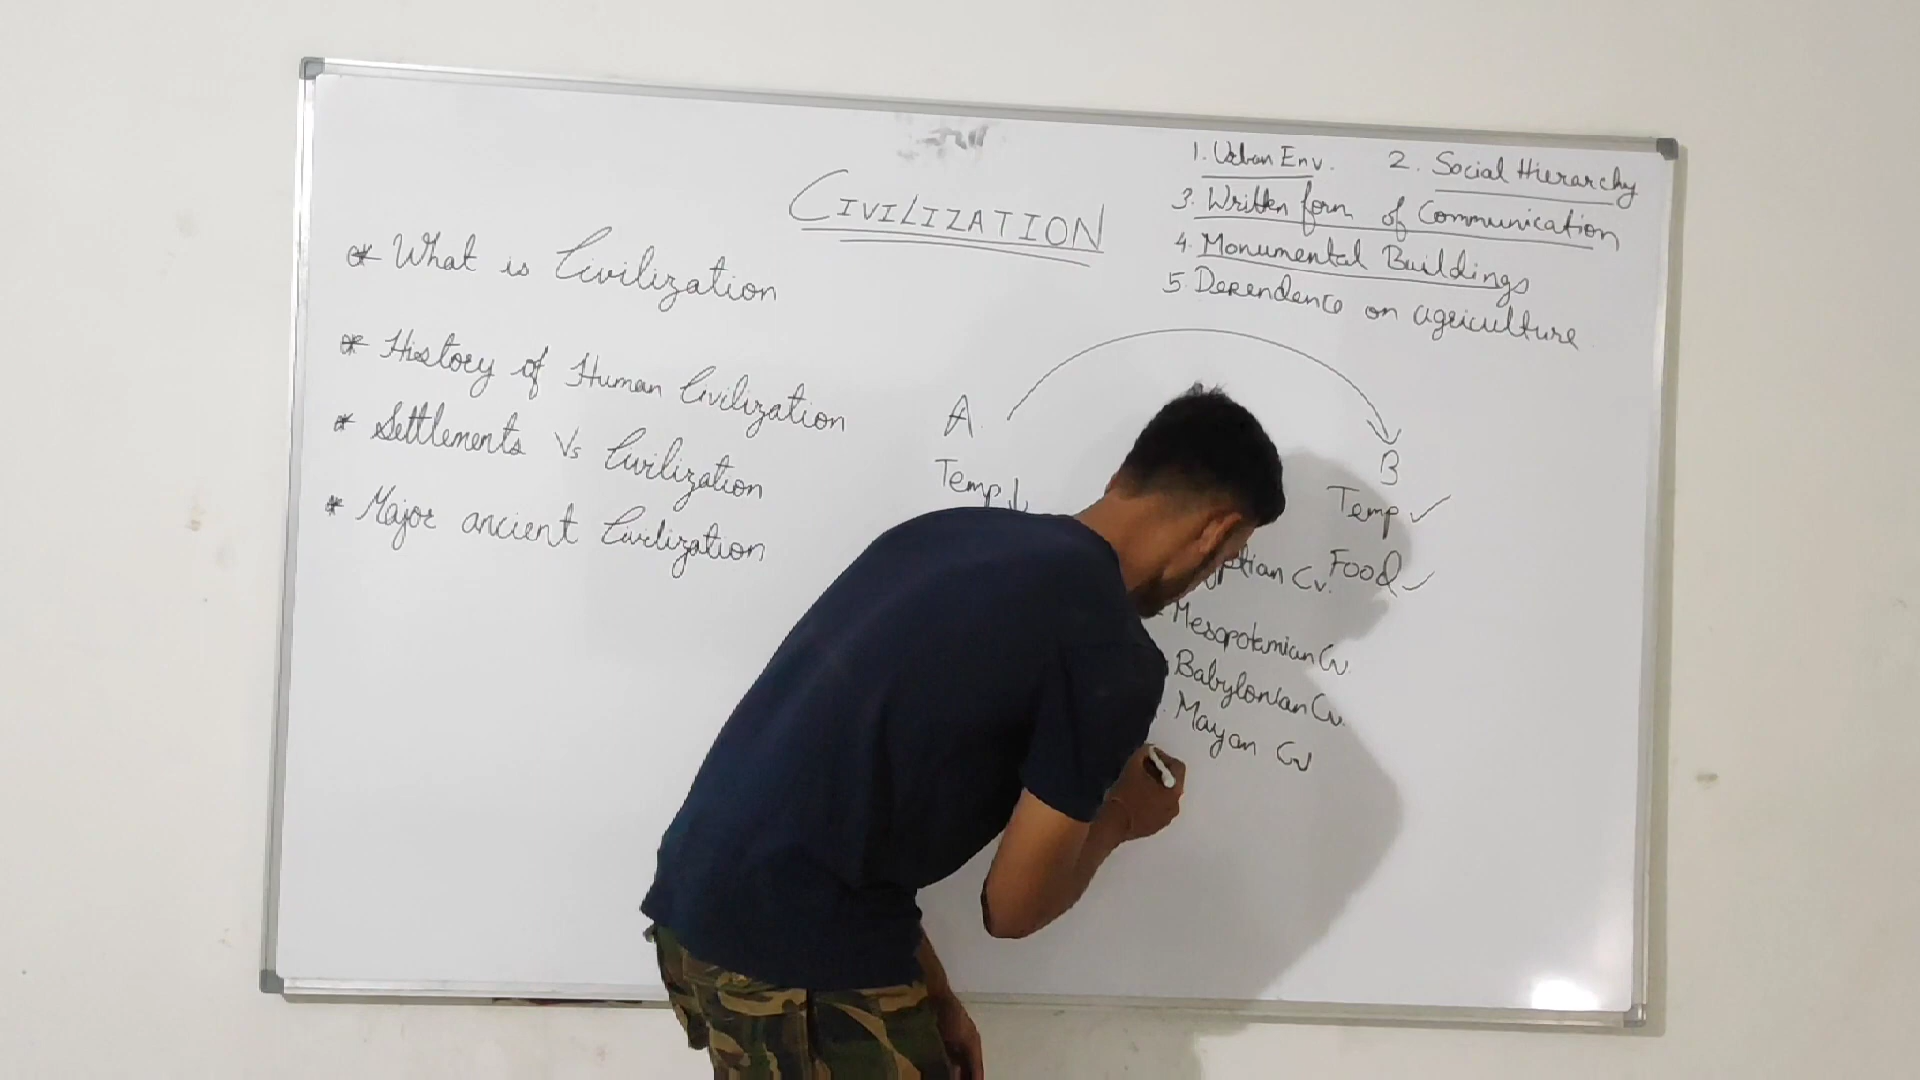 CIVILIZATION
* What is Civilization
* History of Human Civilization
* Settlements Vs Civilization
* Major ancient Civilization
1. Urban Env. 2. Social Hierarchy
3. Written form of Communication
4. Monumental Buildings
5. Dependence on agriculture
A
Temp ↓
B
Temp ✓
Food ✓
yptian Cv.
Mesopotamian Cv
Babylonian Cv.
Mayan Cv